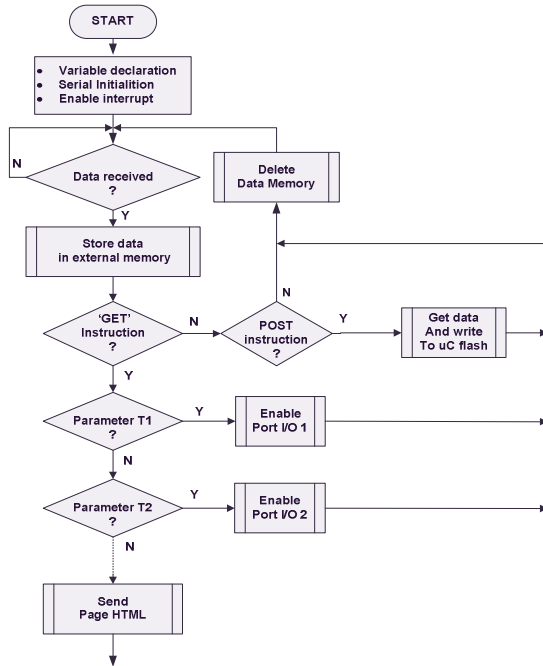 START
• Variable declaration
• Serial Initialition
• Enable interrupt
N
Data received
?
Delete
Data Memory
Y
Store data
in external memory
N
'GET'
Instruction
?
N
POST
instruction
?
Y
Get data
And write
To uC flash
Y
Parameter T1
?
Y
Enable
Port I/O 1
N
Parameter T2
?
Y
Enable
Port I/O 2
N
Send
Page HTML